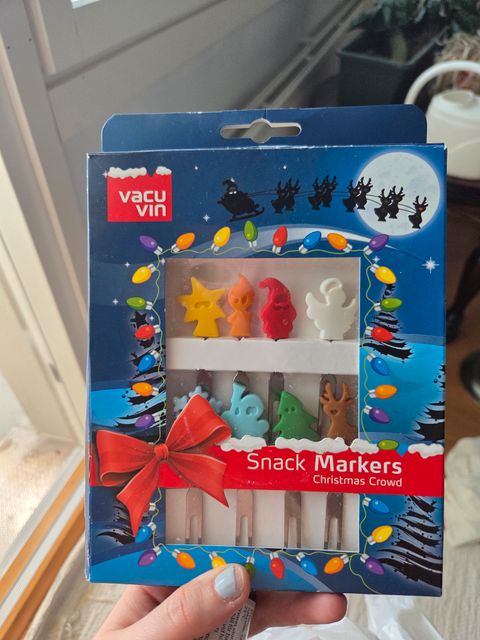 vacu
vin
Snack Markers
Christmas Crowd